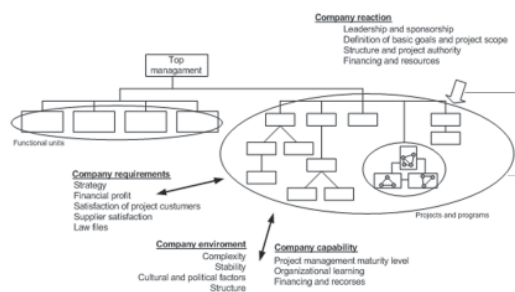 Company reaction
Leadership and sponsorship
Definition of basic goals and project scope
Structure and project authority
Financing and resources
Top
managament
Functional units
Company requirements
Strategy
Financial profit
Satisfaction of project custumers
Supplier satisfaction
Law files
Projects and programs
Company enviroment
Complexity
Stability
Cultural and political factors
Structure
Company capability
Project management maturity level
Organizational learning
Financing and recorses